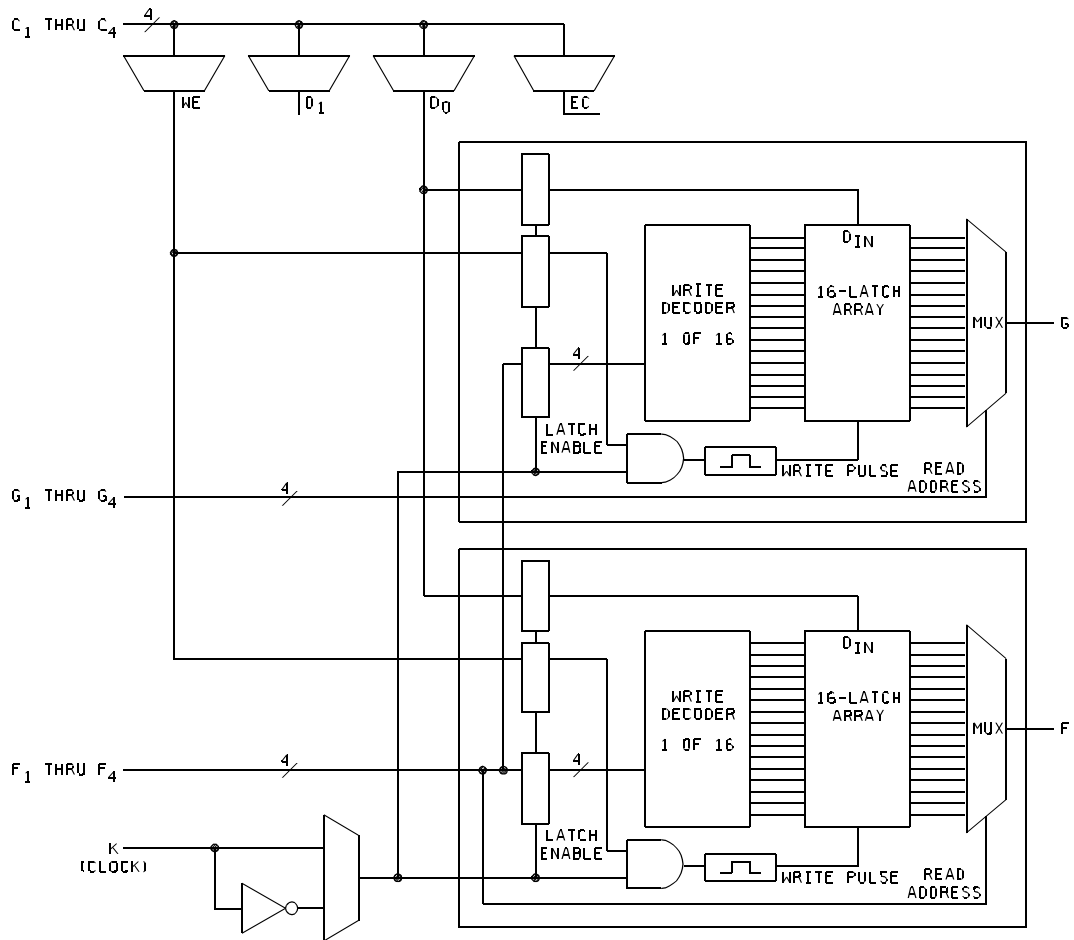 C1 THRU C4
4
WE
D1
D0
EC
DIN
WRITE
DECODER
1 OF 16
16-LATCH
ARRAY
MUX
G
4
LATCH
ENABLE
WRITE PULSE
READ
ADDRESS
G1 THRU G4
4
DIN
WRITE
DECODER
1 OF 16
16-LATCH
ARRAY
MUX
F
F1 THRU F4
4
4
LATCH
ENABLE
WRITE PULSE
READ
ADDRESS
K
(CLOCK)